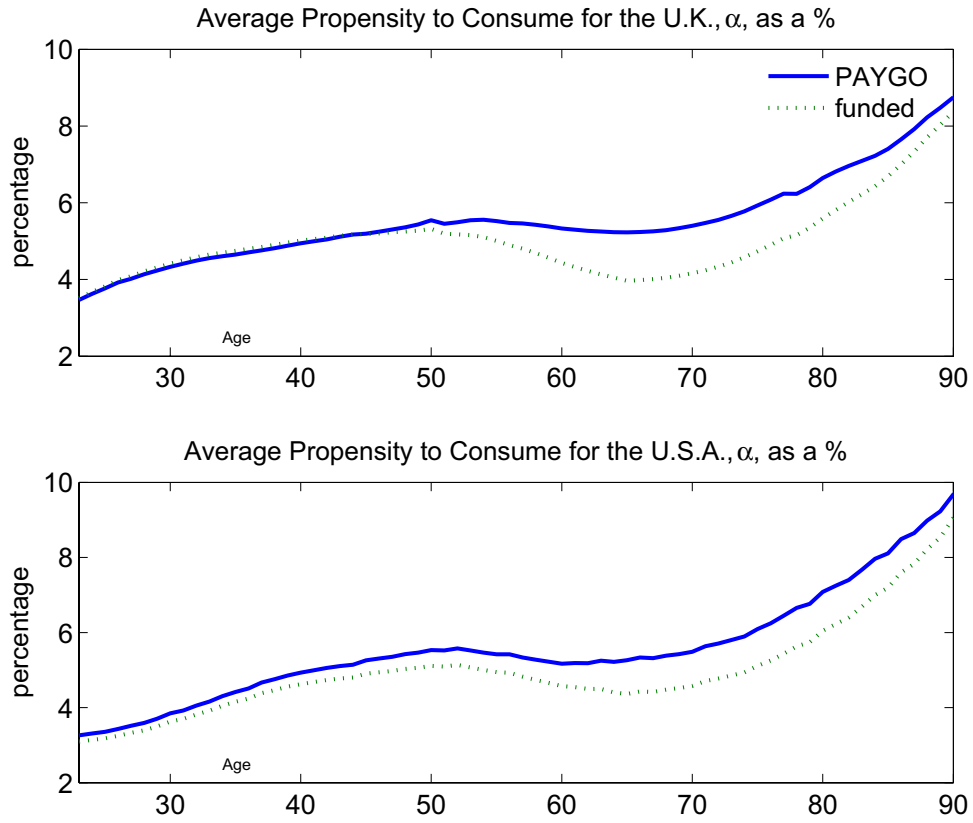 Average Propensity to Consume for the U.K., α, as a %
10
8
6
4
2
percentage
PAYGO
funded
Age
30 40 50 60 70 80 90
Average Propensity to Consume for the U.S.A., α, as a %
10
8
6
4
2
percentage
Age
30 40 50 60 70 80 90